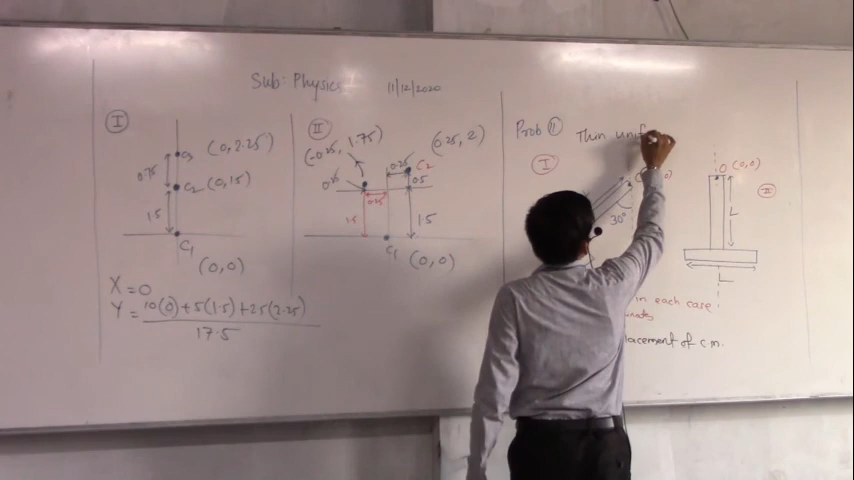 Sub: Physics 11/12/2020
I
C3 (0, 2.25)
0.75
C2 (0, 1.5)
1.5
C1
(0, 0)
X = 0
Y = 10(0) + 5(1.5) + 2.5(2.25)
17.5
II
(-0.25, 1.75)
(0.25, 2)
0.25
C2
0.25
0.5
0.25
1.5
1.5
C1 (0, 0)
Prob II Thin unif
I
30°
O (0, 0)
L
II
L
in each case
lacement of c.m.